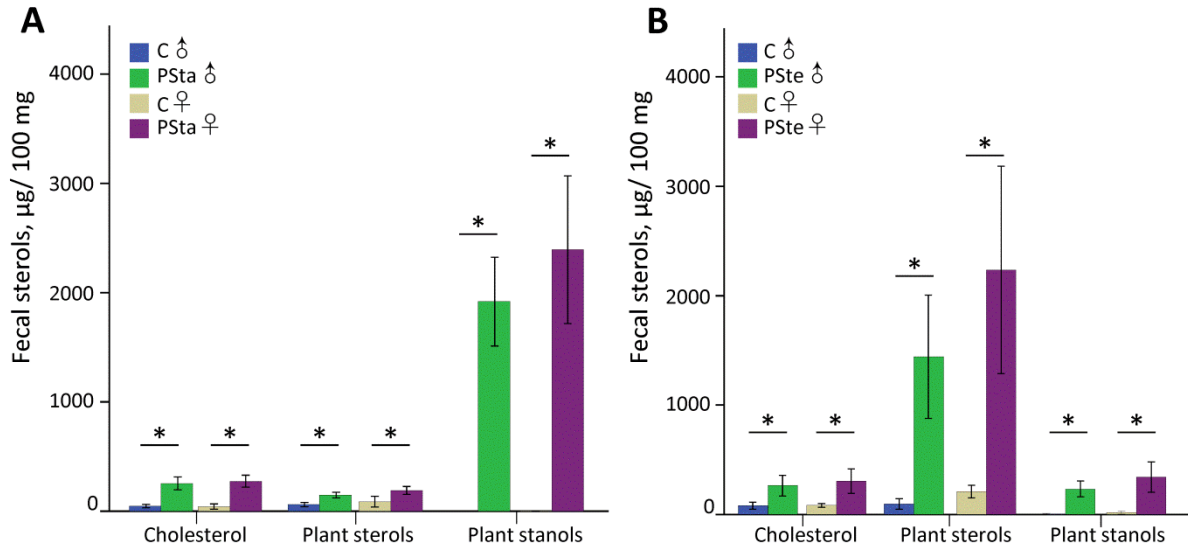 A
C ♂
PSta ♂
C ♀
PSta ♀
Fecal sterols, µg/ 100 mg
4000
3000
2000
1000
0
* * * * * *
Cholesterol Plant sterols Plant stanols
B
C ♂
PSte ♂
C ♀
PSte ♀
Fecal sterols, µg/ 100 mg
4000
3000
2000
1000
0
* * * * * *
Cholesterol Plant sterols Plant stanols